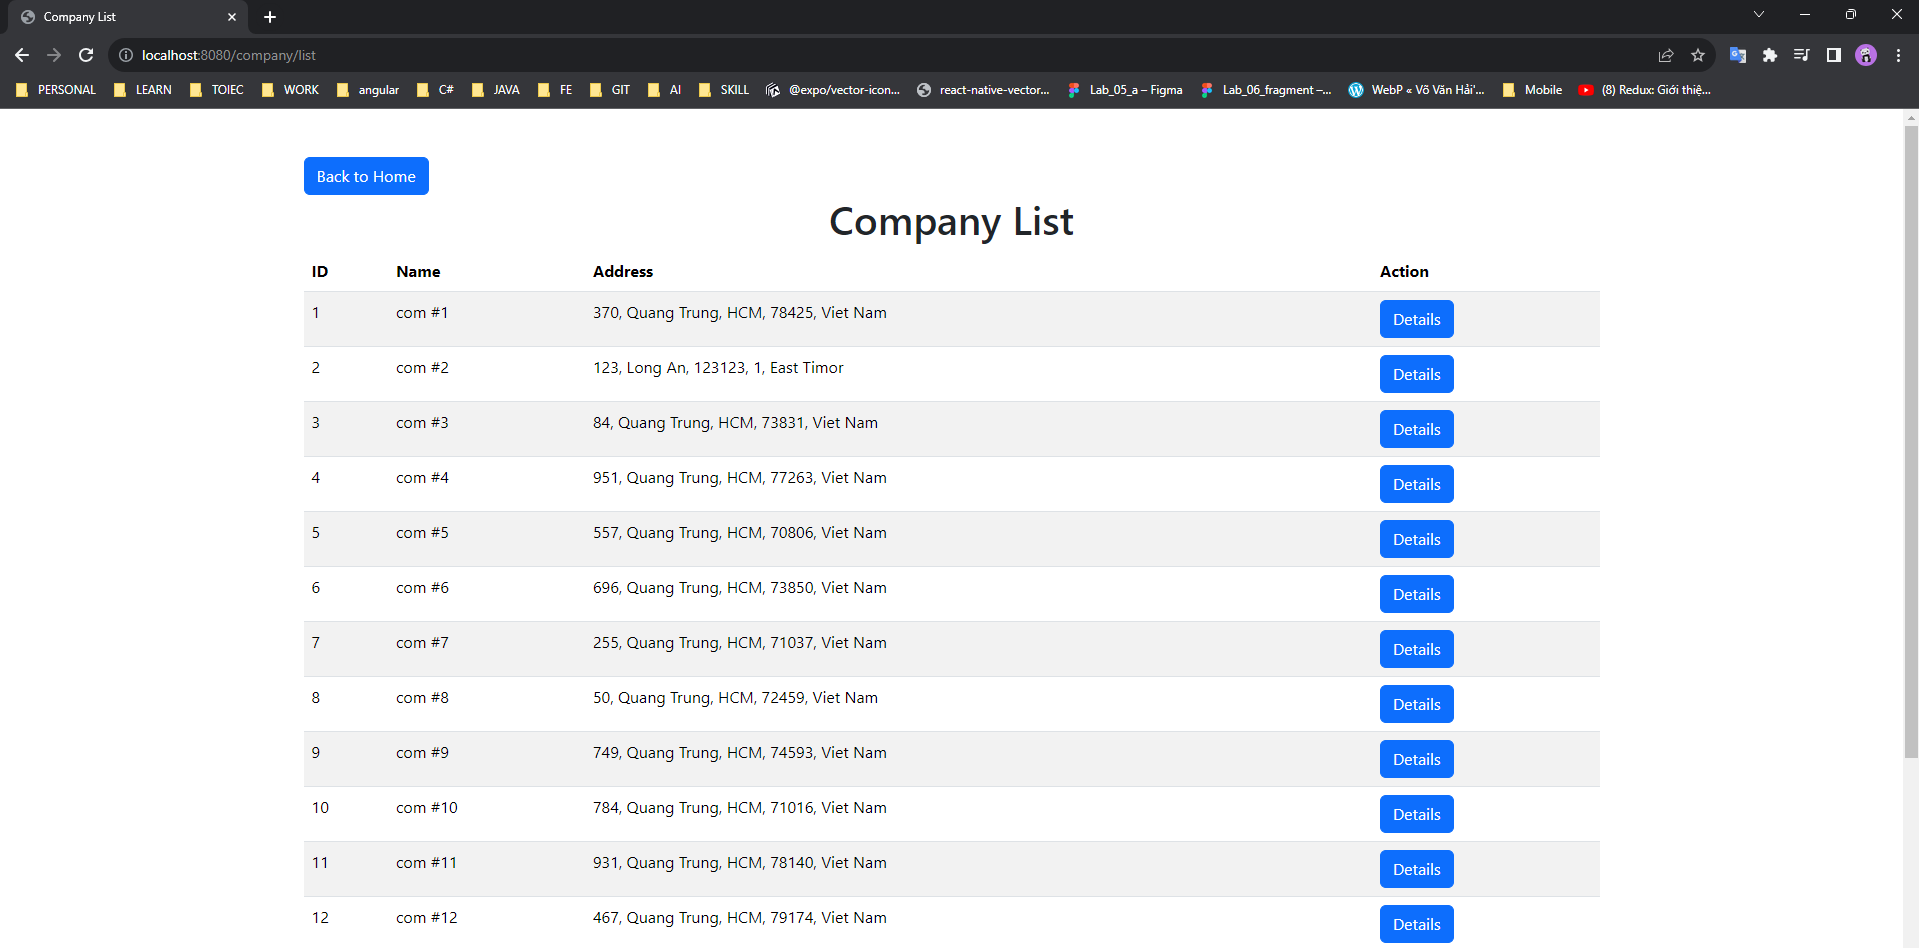 Company List
localhost:8080/company/list
PERSONAL LEARN TOIEC WORK angular C# JAVA FE GIT AI SKILL @expo/vector-icon... react-native-vector... Lab_05_a – Figma Lab_06_fragment –... WebP « Võ Văn Hải'... Mobile (8) Redux: Giới thiệ...
Back to Home
Company List
ID Name Address Action
1 com #1 370, Quang Trung, HCM, 78425, Viet Nam Details
2 com #2 123, Long An, 123123, 1, East Timor Details
3 com #3 84, Quang Trung, HCM, 73831, Viet Nam Details
4 com #4 951, Quang Trung, HCM, 77263, Viet Nam Details
5 com #5 557, Quang Trung, HCM, 70806, Viet Nam Details
6 com #6 696, Quang Trung, HCM, 73850, Viet Nam Details
7 com #7 255, Quang Trung, HCM, 71037, Viet Nam Details
8 com #8 50, Quang Trung, HCM, 72459, Viet Nam Details
9 com #9 749, Quang Trung, HCM, 74593, Viet Nam Details
10 com #10 784, Quang Trung, HCM, 71016, Viet Nam Details
11 com #11 931, Quang Trung, HCM, 78140, Viet Nam Details
12 com #12 467, Quang Trung, HCM, 79174, Viet Nam Details